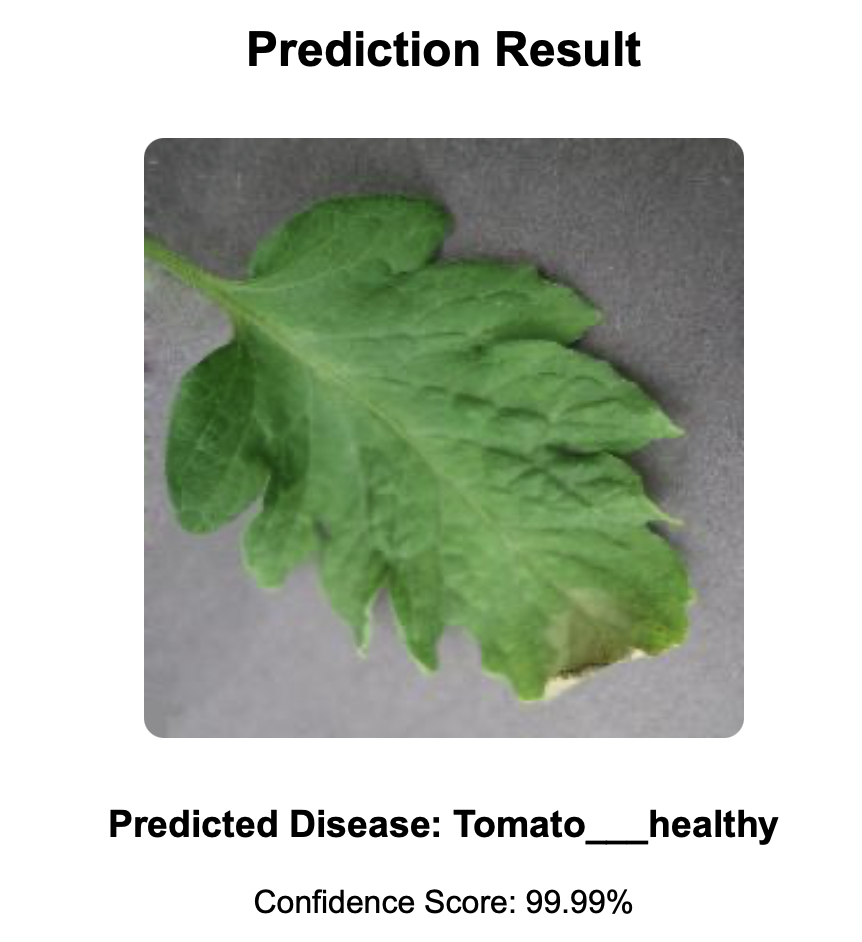 Prediction Result
Predicted Disease: Tomato___healthy
Confidence Score: 99.99%